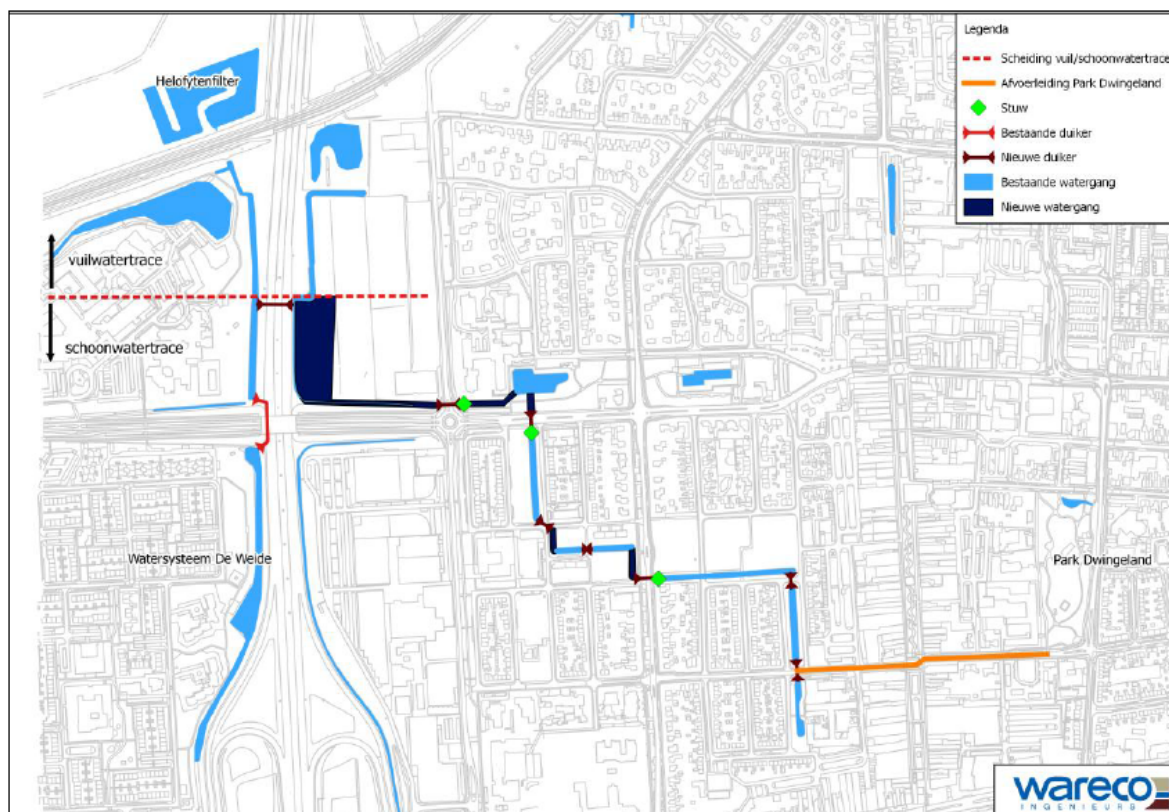 Legenda
Scheiding vuil/schoonwatertrace
Afvoerleiding Park Dwingeland
Stuw
Bestaande duiker
Nieuwe duiker
Bestaande watergang
Nieuwe watergang
Helofytenfilter
vuilwatertrace
schoonwatertrace
Watersysteem De Weide
Park Dwingeland
wareco
INGENIEURS